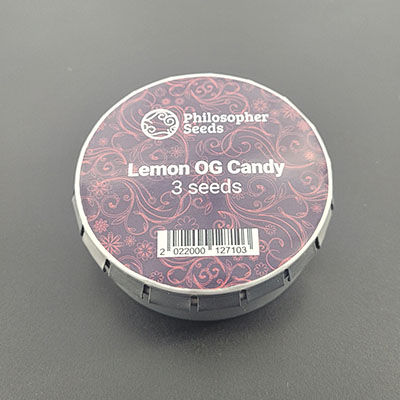 Philosopher
Seeds
Lemon OG Candy
3 seeds
2 022000 127103